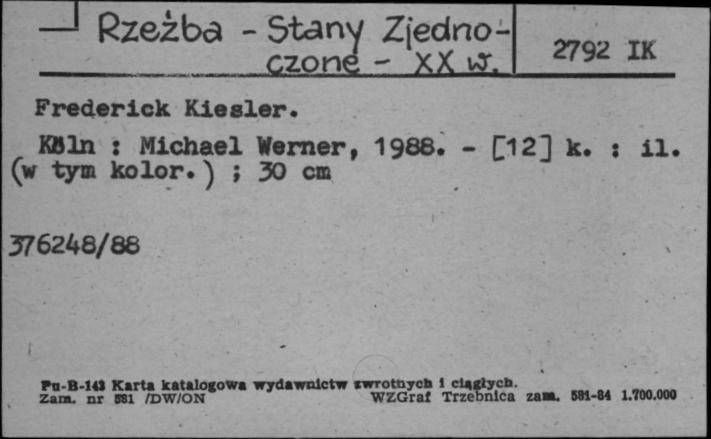 Rzeźba - Stany Zjedno-
czone - XX w.
2792 IK
Frederick Kiesler.
Köln : Michael Werner, 1988. - [12] k. : il.
(w tym kolor.) ; 30 cm
376248/88
Pu-B-143 Karta katalogowa wydawnictw zwrotnych i ciągłych.
Zam. nr 581 /DW/ON WZGraf Trzebnica zam. 581-84 1.700.000